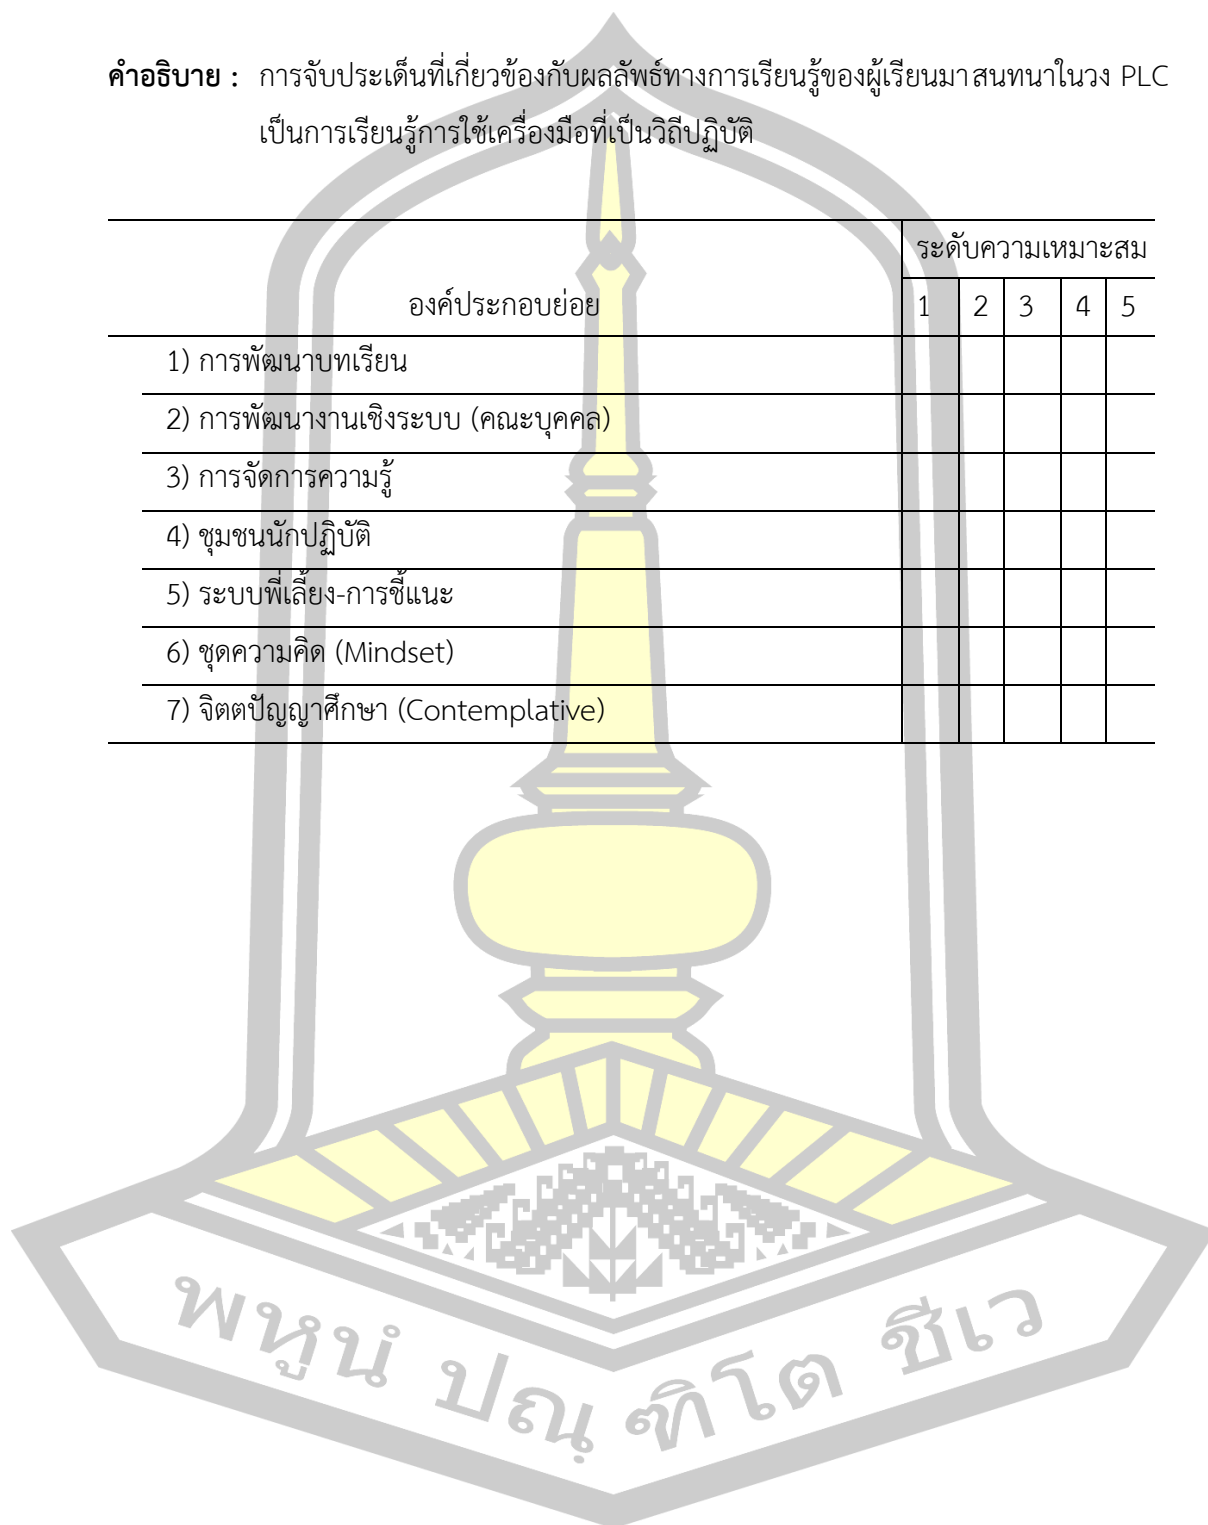 คำอธิบาย : การจับประเด็นที่เกี่ยวข้องกับผลลัพธ์ทางการเรียนรู้ของผู้เรียนมาสนทนาในวง PLC
เป็นการเรียนรู้การใช้เครื่องมือที่เป็นวิถีปฏิบัติ
ระดับความเหมาะสม
องค์ประกอบย่อย 1 2 3 4 5
1) การพัฒนาบทเรียน
2) การพัฒนางานเชิงระบบ (คณะบุคคล)
3) การจัดการความรู้
4) ชุมชนนักปฏิบัติ
5) ระบบพี่เลี้ยง-การชี้แนะ
6) ชุดความคิด (Mindset)
7) จิตตปัญญาศึกษา (Contemplative)
พหูนํ ปณฺฑิโต ชีเว